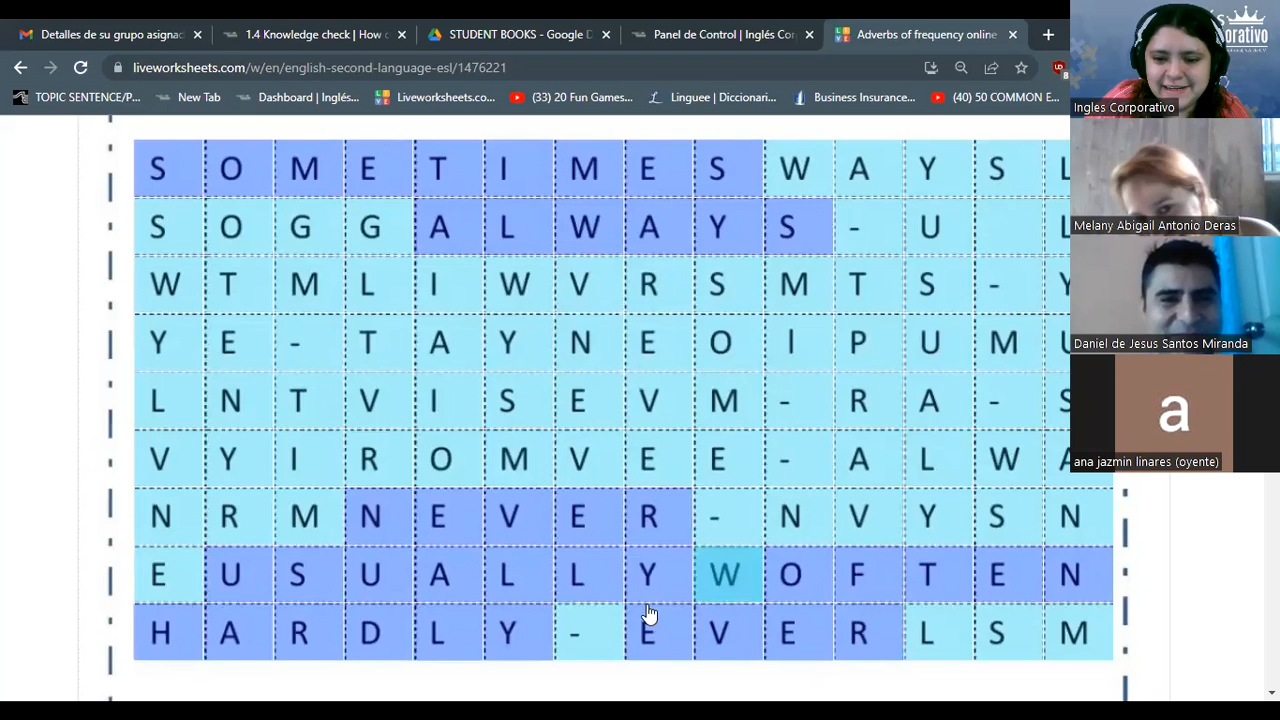 Detalles de su grupo asignad
1.4 Knowledge check | How c
STUDENT BOOKS - Google D
Panel de Control | Inglés Cor
Adverbs of frequency online
liveworksheets.com/w/en/english-second-language-esl/1476221
8
TOPIC SENTENCE/P...
New Tab
Dashboard | Inglés...
Liveworksheets.co...
(33) 20 Fun Games...
Linguee | Diccionari...
Business Insurance...
(40) 50 COMMON E...
S O M E T I M E S W A Y S L
S O G G A L W A Y S - U L
W T M L I W V R S M T S - Y
Y E - T A Y N E O I P U M U
L N T V I S E V M - R A - S
V Y I R O M V E E - A L W A
N R M N E V E R - N V Y S N
E U S U A L L Y W O F T E N
H A R D L Y - E V E R L S M
Ingles Corporativo
Melany Abigail Antonio Deras
Daniel de Jesus Santos Miranda
a
ana jazmin linares (oyente)